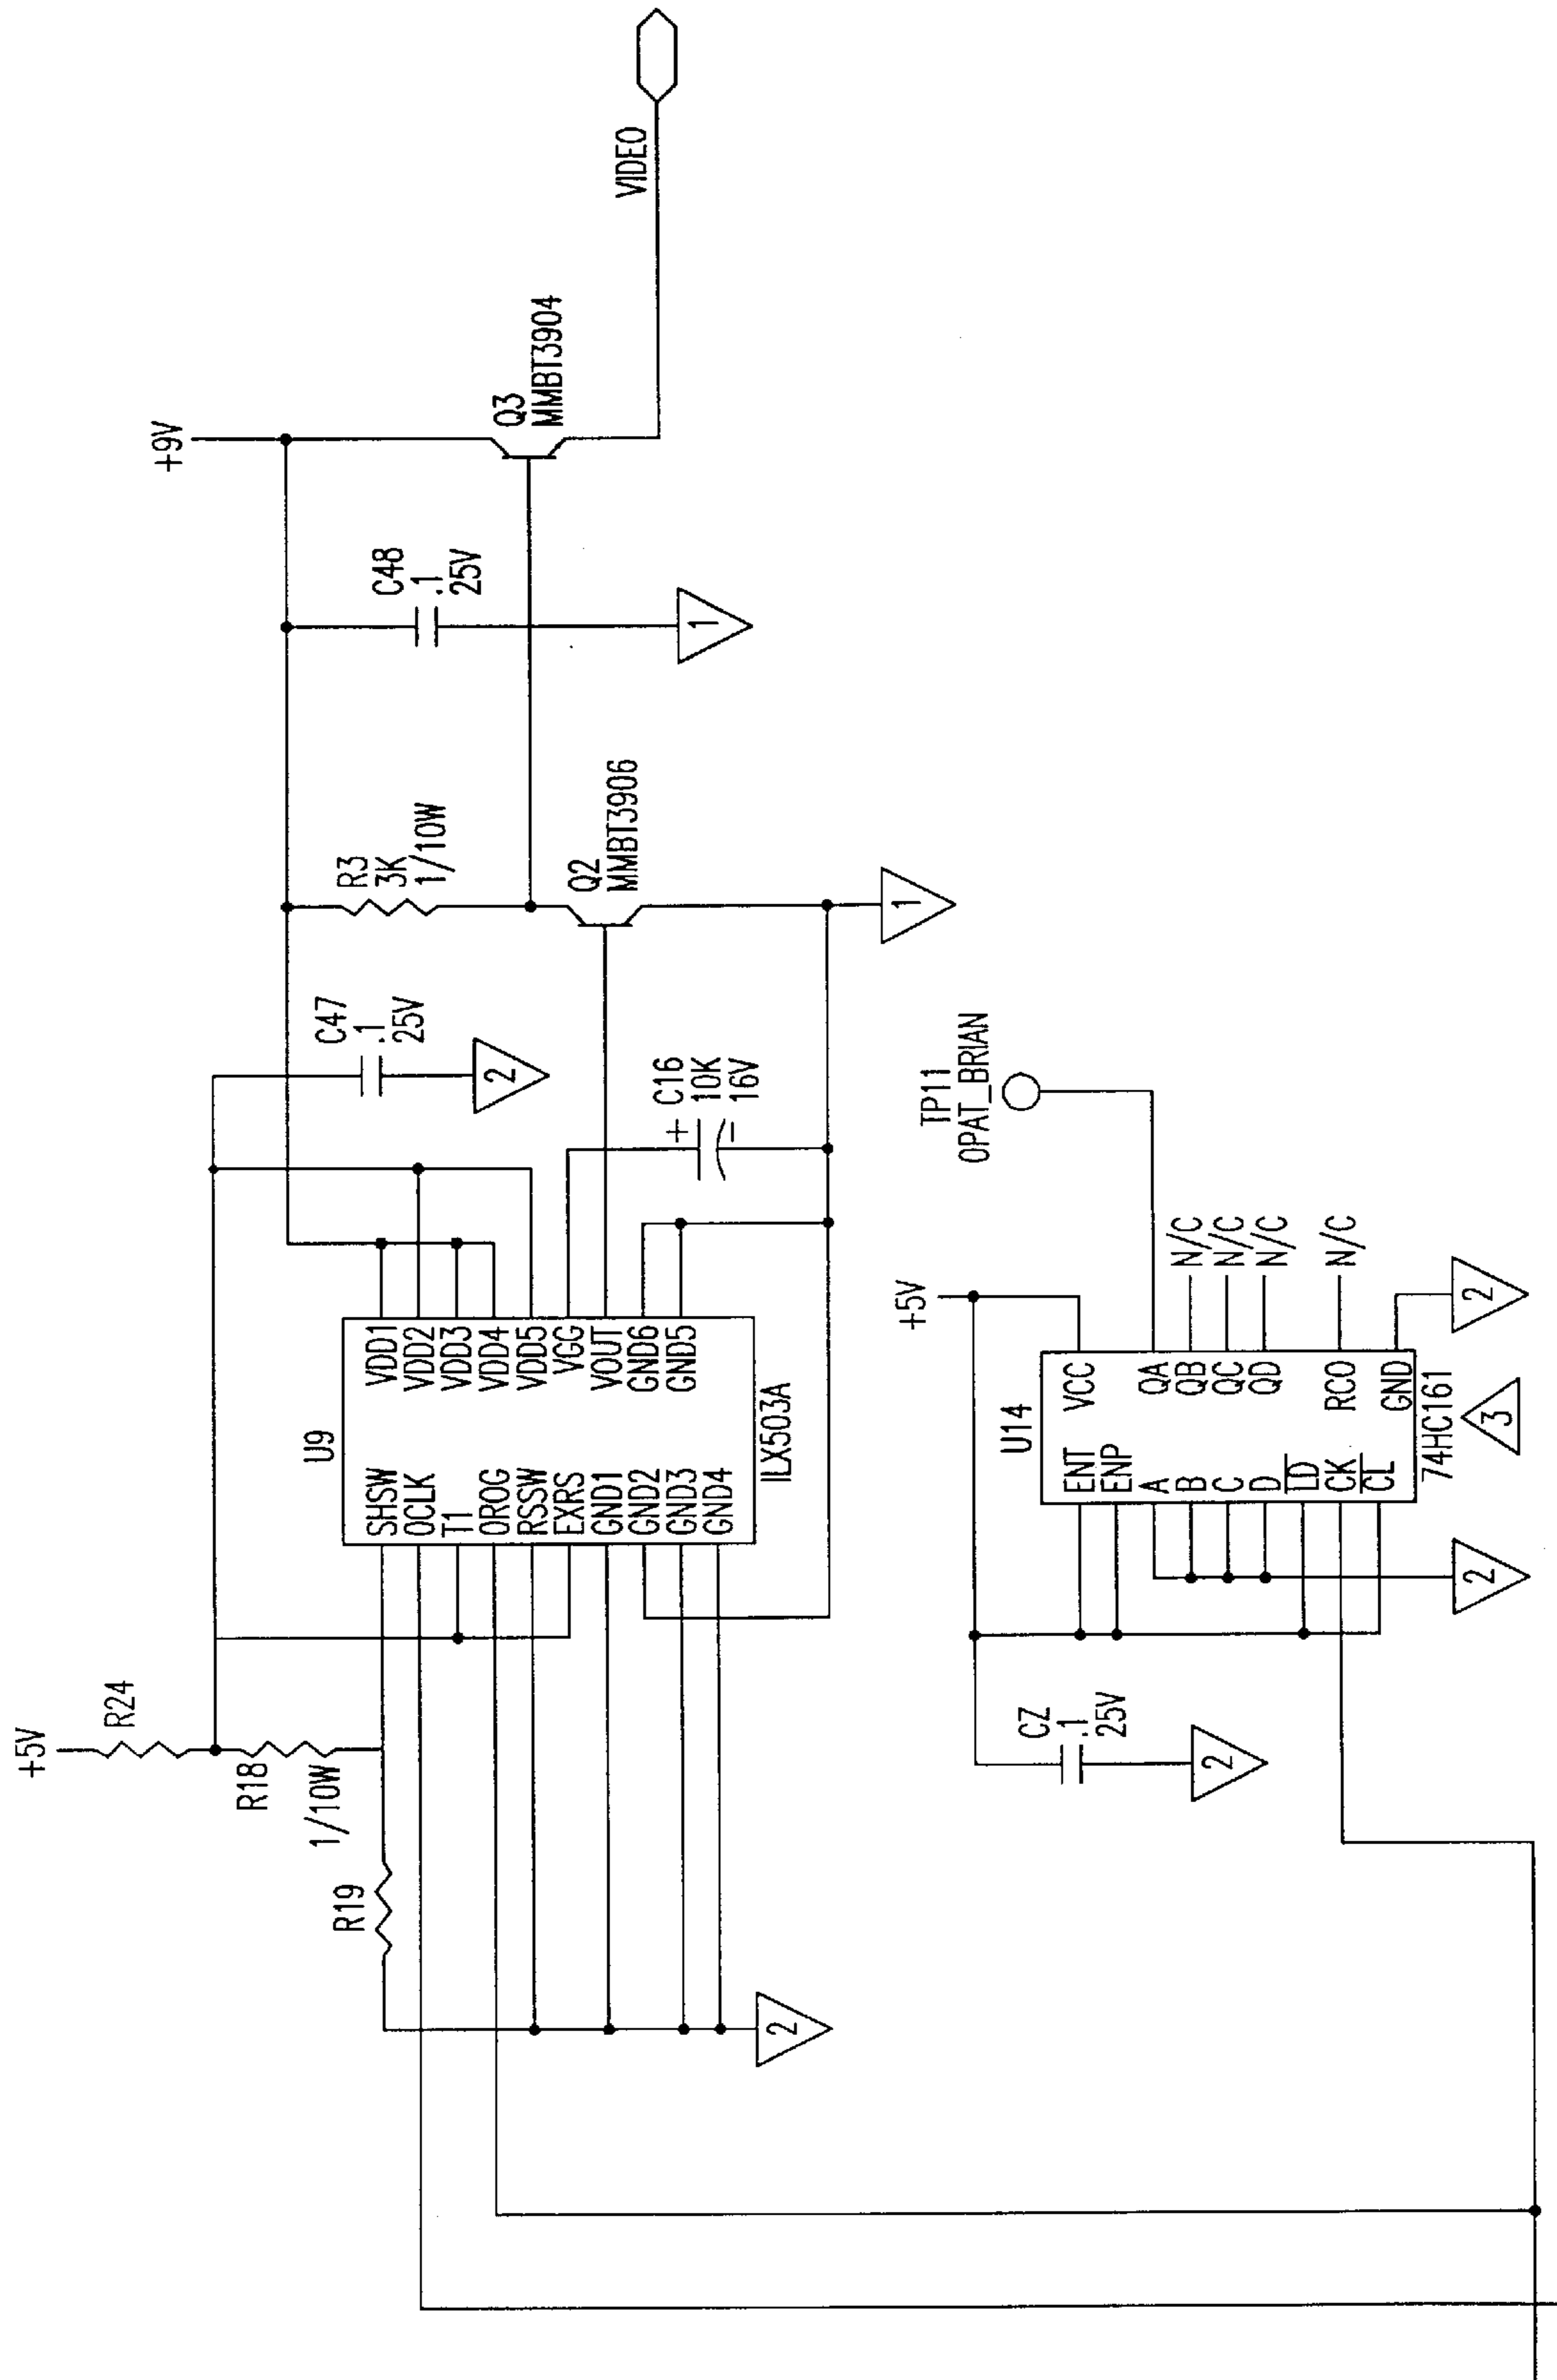 +5V
R24
R18
1/10W
R19
U9
SHSW
OCLK
T1
OROG
RSSW
EXRS
GND1
GND2
GND3
GND4
VDD1
VDD2
VDD3
VDD4
VDD5
VGG
VOUT
GND6
GND5
ILX503A
2
C47
.1
25V
2
C16
10K
16V
+
-
R3
3K
1/10W
Q2
MMBT3906
1
C48
.1
25V
1
+9V
Q3
MMBT3904
VIDEO
CZ
.1
25V
2
+5V
U14
ENT
ENP
A
B
C
D
LD
CK
CL
VCC
QA
QB
QC
QD
RCO
GND
74HC161
3
2
2
N/C
N/C
N/C
N/C
TP11
OPAT_BRIAN